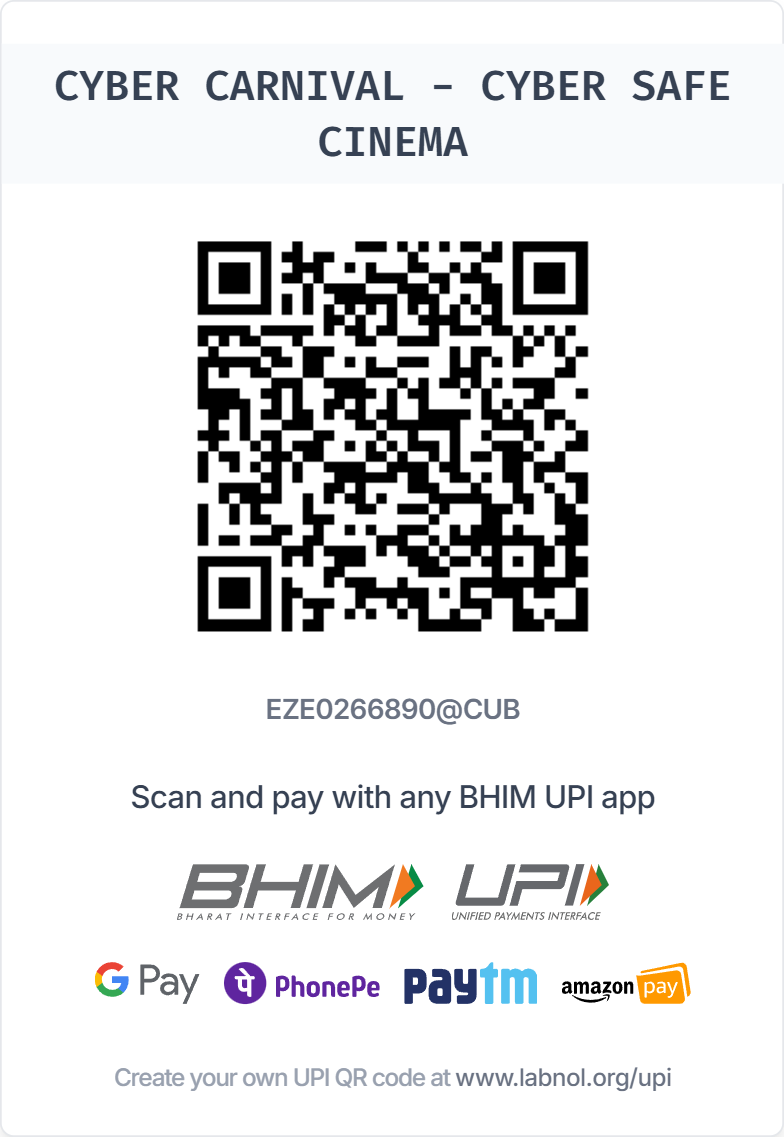 CYBER CARNIVAL - CYBER SAFE
CINEMA
EZE0266890@CUB
Scan and pay with any BHIM UPI app
BHIM UPI
BHARAT INTERFACE FOR MONEY UNIFIED PAYMENTS INTERFACE
G Pay पे PhonePe paytm amazon pay
Create your own UPI QR code at www.labnol.org/upi